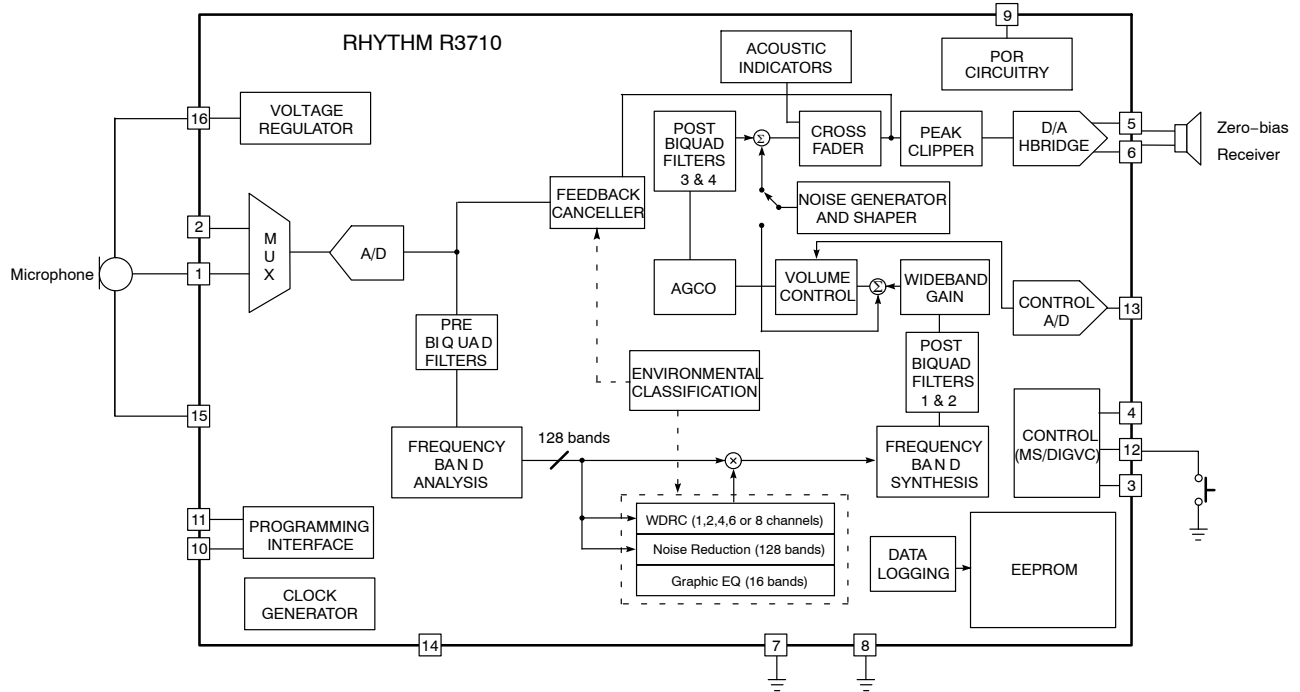 RHYTHM R3710
9
POR
CIRCUITRY
ACOUSTIC
INDICATORS
16
VOLTAGE
REGULATOR
POST
BIQUAD
FILTERS
3 & 4
Σ
CROSS
FADER
PEAK
CLIPPER
D/A
HBRIDGE
5
6
Zero-bias
Receiver
2
1
Microphone
M
U
X
A/D
FEEDBACK
CANCELLER
NOISE GENERATOR
AND SHAPER
AGCO
VOLUME
CONTROL
Σ
WIDEBAND
GAIN
CONTROL
A/D
13
PRE
BIQUAD
FILTERS
ENVIRONMENTAL
CLASSIFICATION
POST
BIQUAD
FILTERS
1 & 2
15
FREQUENCY
BAND
ANALYSIS
128 bands
×
FREQUENCY
BAND
SYNTHESIS
CONTROL
(MS/DIGVC)
4
12
3
WDRC (1,2,4,6 or 8 channels)
Noise Reduction (128 bands)
Graphic EQ (16 bands)
11
10
PROGRAMMING
INTERFACE
CLOCK
GENERATOR
DATA
LOGGING
EEPROM
14
7
8